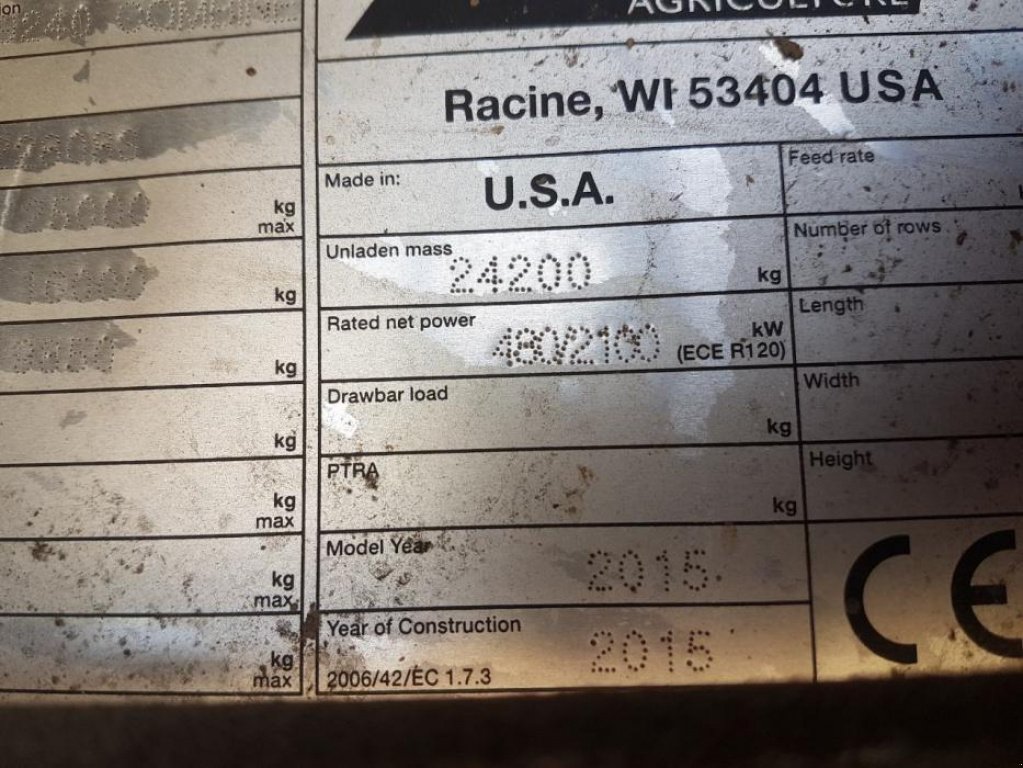 AGRICULTURE
Racine, WI 53404 USA
kg
max
kg
kg
kg
kg
max
kg
max
kg
max
Made in: U.S.A.
Unladen mass 24200 kg
Rated net power 480/2100 kW
(ECE R120)
Drawbar load
kg
PTRA
kg
Model Year 2015
Year of Construction 2015
2006/42/EC 1.7.3
Feed rate
Number of rows
Length
Width
Height
CE